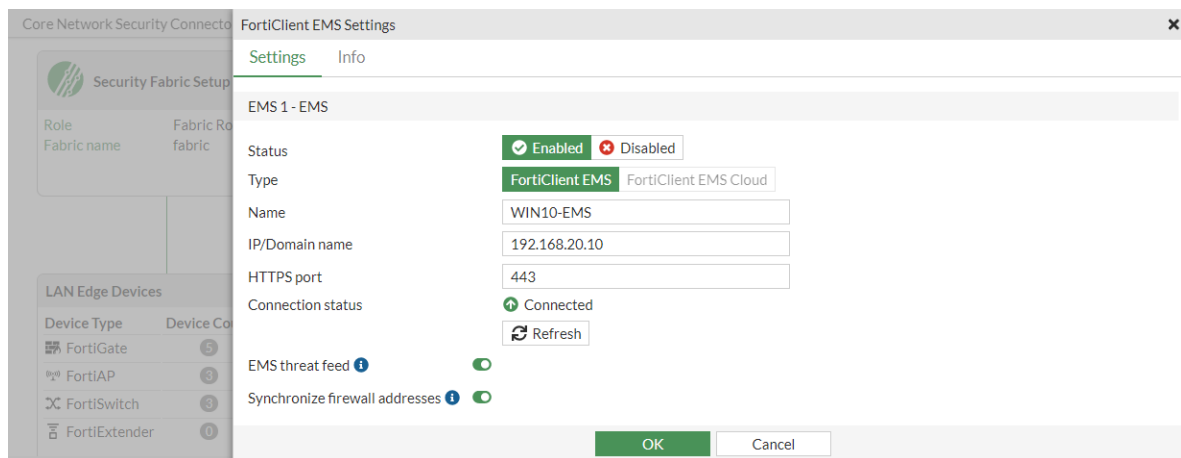 Core Network Security Connecto
FortiClient EMS Settings
Settings Info
Security Fabric Setup
Role Fabric Ro
Fabric name fabric
LAN Edge Devices
Device Type Device Cou
FortiGate 5
FortiAP 3
FortiSwitch 3
FortiExtender 0
EMS 1 - EMS
Status Enabled Disabled
Type FortiClient EMS FortiClient EMS Cloud
Name WIN10-EMS
IP/Domain name 192.168.20.10
HTTPS port 443
Connection status Connected
Refresh
EMS threat feed
Synchronize firewall addresses
OK Cancel